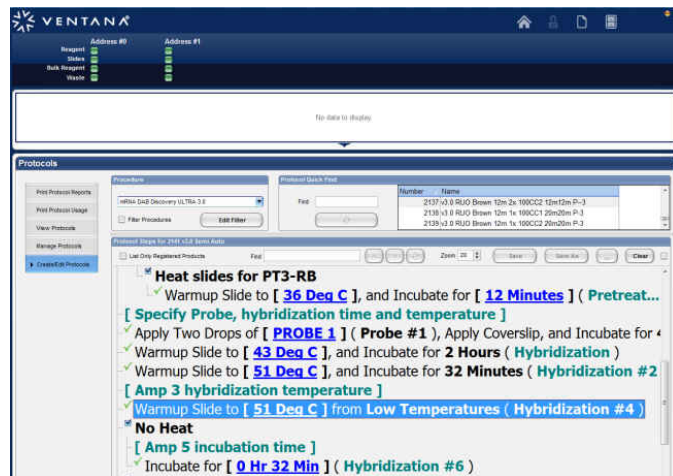 VENTANA
Address #0 Address #1
Reagent
Slides
Bulk Reagent
Waste
No data to display
Protocols
Print Protocol Reports
Print Protocol Usage
View Protocols
Manage Protocols
Create/Edit Protocols
Procedure
mRNA DAB Discovery ULTRA 3.0
Filter Procedures Edit Filter
Protocol Quick Find
Find
Number Name
2137 v3.0 RUO Brown 12m 2x 100CC2 12m12m P-3
2138 v3.0 RUO Brown 12m 1x 100CC1 20m20m P-3
2139 v3.0 RUO Brown 12m 1x 100CC2 20m20m P-3
Protocol Steps for 2141 v3.0 Semi Auto
List Only Registered Products Find Zoom 20 Save Save As Clear
Heat slides for PT3-RB
Warmup Slide to [ 36 Deg C ], and Incubate for [ 12 Minutes ] ( Pretreat...
[ Specify Probe, hybridization time and temperature ]
Apply Two Drops of [ PROBE 1 ] ( Probe #1 ), Apply Coverslip, and Incubate for
Warmup Slide to [ 43 Deg C ], and Incubate for 2 Hours ( Hybridization )
Warmup Slide to [ 51 Deg C ], and Incubate for 32 Minutes ( Hybridization #2
[ Amp 3 hybridization temperature ]
Warmup Slide to [ 51 Deg C ] from Low Temperatures ( Hybridization #4 )
No Heat
[ Amp 5 incubation time ]
Incubate for [ 0 Hr 32 Min ] ( Hybridization #6 )